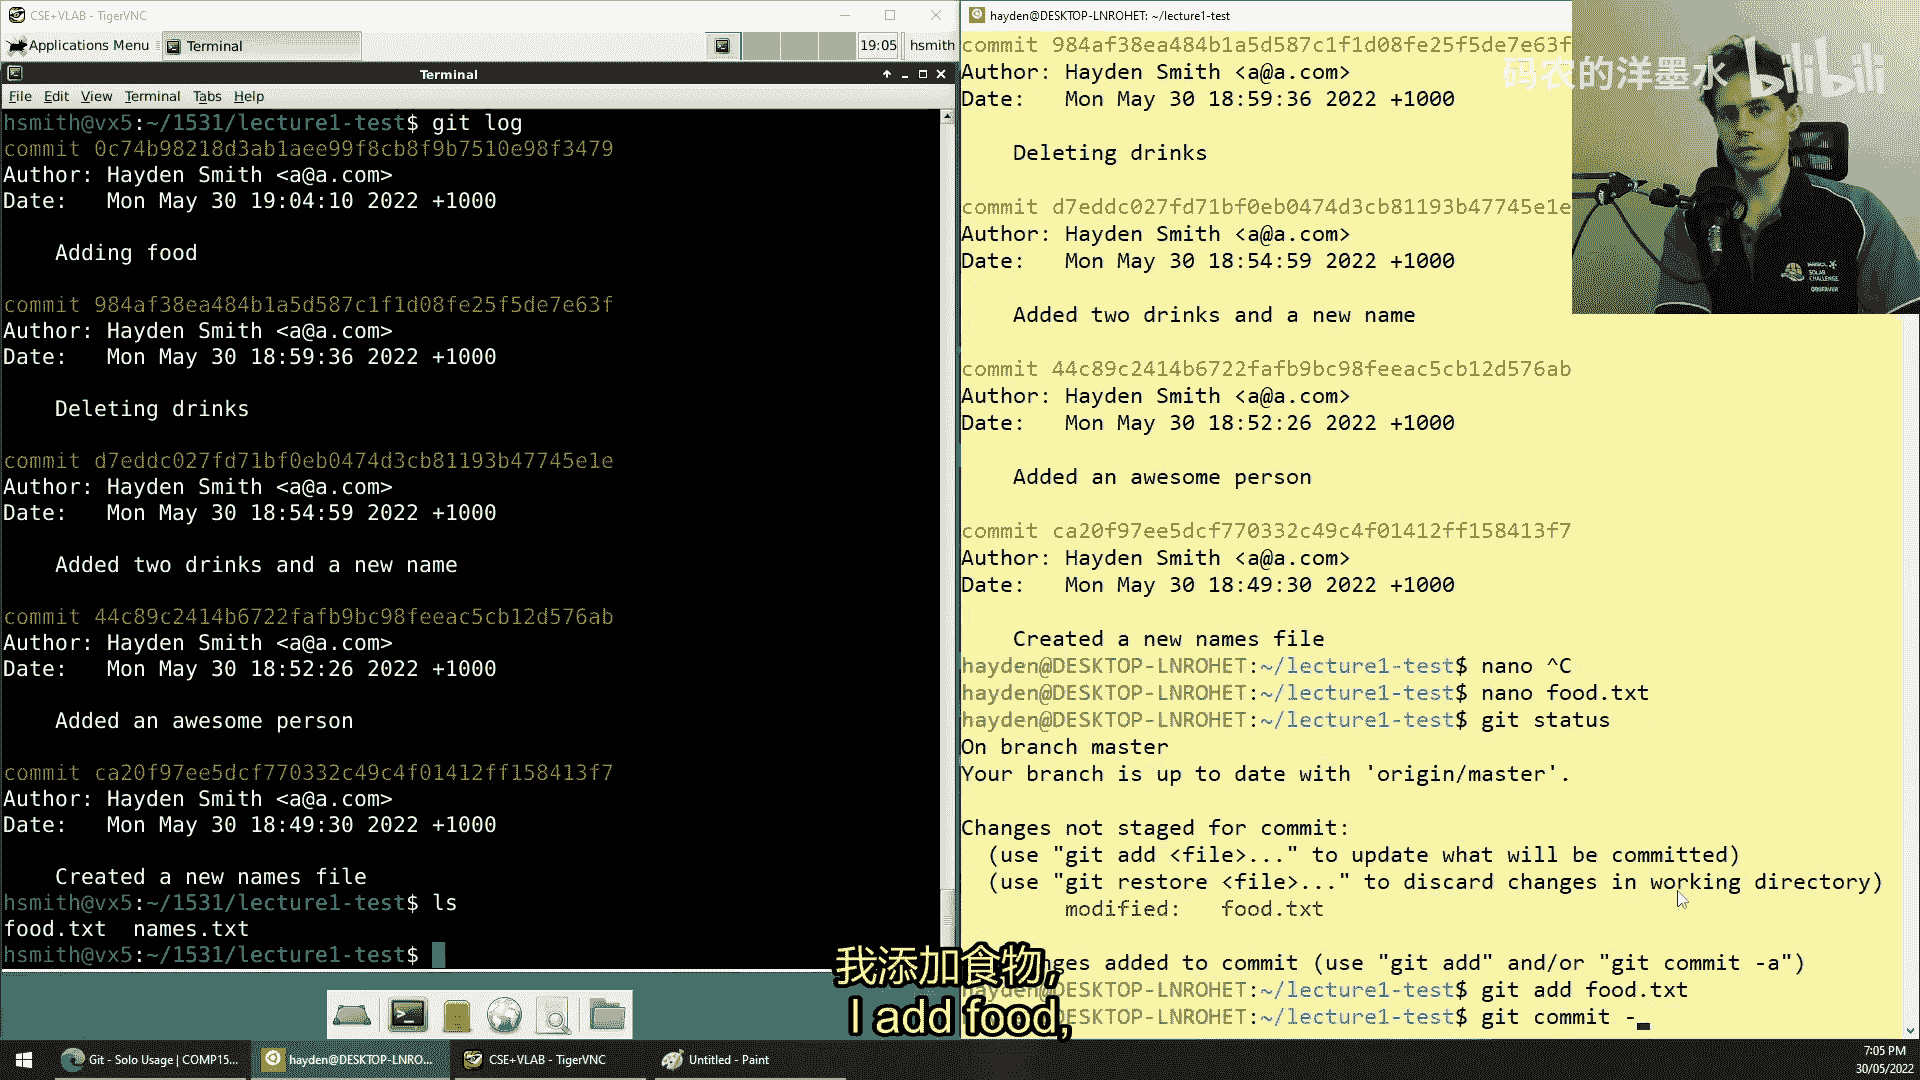 CSE+VLAB - TigerVNC
Applications Menu
Terminal
19:05
hsmith
Terminal
File Edit View Terminal Tabs Help
hsmith@vx5:~/1531/lecture1-test$ git log
commit 0c74b98218d3ab1aee99f8cb8f9b7510e98f3479
Author: Hayden Smith <a@a.com>
Date:   Mon May 30 19:04:10 2022 +1000
Adding food
commit 984af38ea484b1a5d587c1f1d08fe25f5de7e63f
Author: Hayden Smith <a@a.com>
Date:   Mon May 30 18:59:36 2022 +1000
Deleting drinks
commit d7eddc027fd71bf0eb0474d3cb81193b47745e1e
Author: Hayden Smith <a@a.com>
Date:   Mon May 30 18:54:59 2022 +1000
Added two drinks and a new name
commit 44c89c2414b6722fafb9bc98feeac5cb12d576ab
Author: Hayden Smith <a@a.com>
Date:   Mon May 30 18:52:26 2022 +1000
Added an awesome person
commit ca20f97ee5dcf770332c49c4f01412ff158413f7
Author: Hayden Smith <a@a.com>
Date:   Mon May 30 18:49:30 2022 +1000
Created a new names file
hsmith@vx5:~/1531/lecture1-test$ ls
food.txt  names.txt
hsmith@vx5:~/1531/lecture1-test$
hayden@DESKTOP-LNROHET: ~/lecture1-test
commit 984af38ea484b1a5d587c1f1d08fe25f5de7e63f
Author: Hayden Smith <a@a.com>
Date:   Mon May 30 18:59:36 2022 +1000
Deleting drinks
commit d7eddc027fd71bf0eb0474d3cb81193b47745e1e
Author: Hayden Smith <a@a.com>
Date:   Mon May 30 18:54:59 2022 +1000
Added two drinks and a new name
commit 44c89c2414b6722fafb9bc98feeac5cb12d576ab
Author: Hayden Smith <a@a.com>
Date:   Mon May 30 18:52:26 2022 +1000
Added an awesome person
commit ca20f97ee5dcf770332c49c4f01412ff158413f7
Author: Hayden Smith <a@a.com>
Date:   Mon May 30 18:49:30 2022 +1000
Created a new names file
hayden@DESKTOP-LNROHET:~/lecture1-test$ nano ^C
hayden@DESKTOP-LNROHET:~/lecture1-test$ nano food.txt
hayden@DESKTOP-LNROHET:~/lecture1-test$ git status
On branch master
Your branch is up to date with 'origin/master'.
Changes not staged for commit:
(use "git add <file>..." to update what will be committed)
(use "git restore <file>..." to discard changes in working directory)
modified:   food.txt
ges added to commit (use "git add" and/or "git commit -a")
hayden@DESKTOP-LNROHET:~/lecture1-test$ git add food.txt
DESKTOP-LNROHET:~/lecture1-test$ git commit -
码农的洋墨水 bilibili
SOLAR
CHALLENGE
OBSERVER
我添加食物,
I add food,
Git - Solo Usage | COMP15...
hayden@DESKTOP-LNRO...
CSE+VLAB - TigerVNC
Untitled - Paint
7:05 PM
30/05/2022